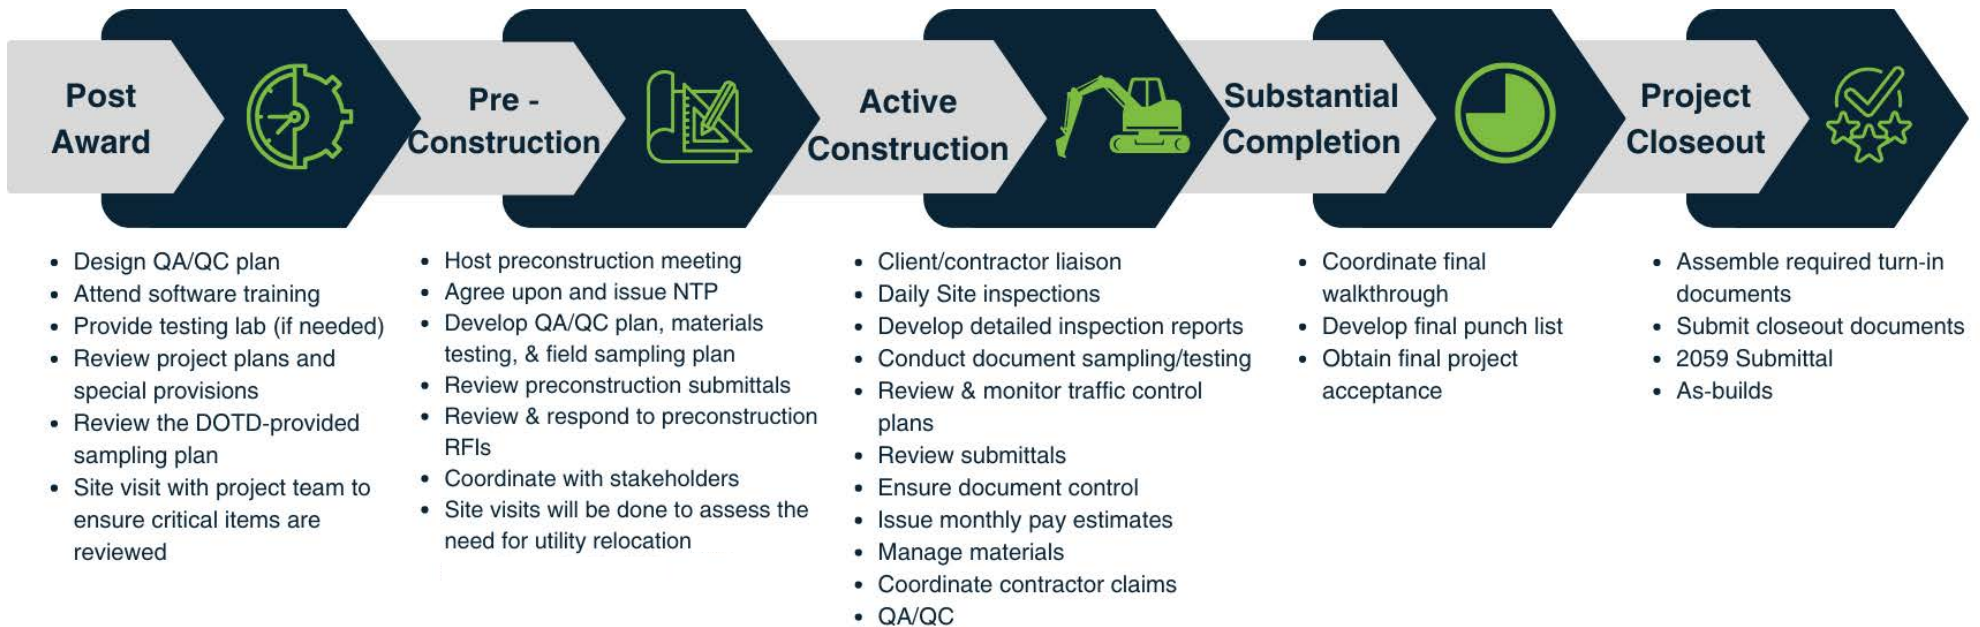 Post
Award
Pre -
Construction
Active
Construction
Substantial
Completion
Project
Closeout
• Design QA/QC plan
• Attend software training
• Provide testing lab (if needed)
• Review project plans and
special provisions
• Review the DOTD-provided
sampling plan
• Site visit with project team to
ensure critical items are
reviewed
• Host preconstruction meeting
• Agree upon and issue NTP
• Develop QA/QC plan, materials
testing, & field sampling plan
• Review preconstruction submittals
• Review & respond to preconstruction
RFIs
• Coordinate with stakeholders
• Site visits will be done to assess the
need for utility relocation
• Client/contractor liaison
• Daily Site inspections
• Develop detailed inspection reports
• Conduct document sampling/testing
• Review & monitor traffic control
plans
• Review submittals
• Ensure document control
• Issue monthly pay estimates
• Manage materials
• Coordinate contractor claims
• QA/QC
• Coordinate final
walkthrough
• Develop final punch list
• Obtain final project
acceptance
• Assemble required turn-in
documents
• Submit closeout documents
• 2059 Submittal
• As-builds